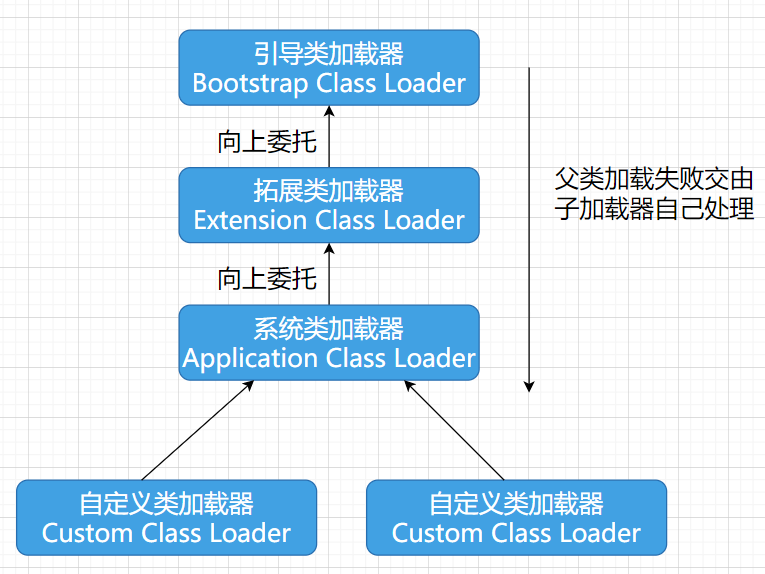 引导类加载器
Bootstrap Class Loader
向上委托
拓展类加载器
Extension Class Loader
父类加载失败交由
子加载器自己处理
向上委托
系统类加载器
Application Class Loader
自定义类加载器
Custom Class Loader
自定义类加载器
Custom Class Loader